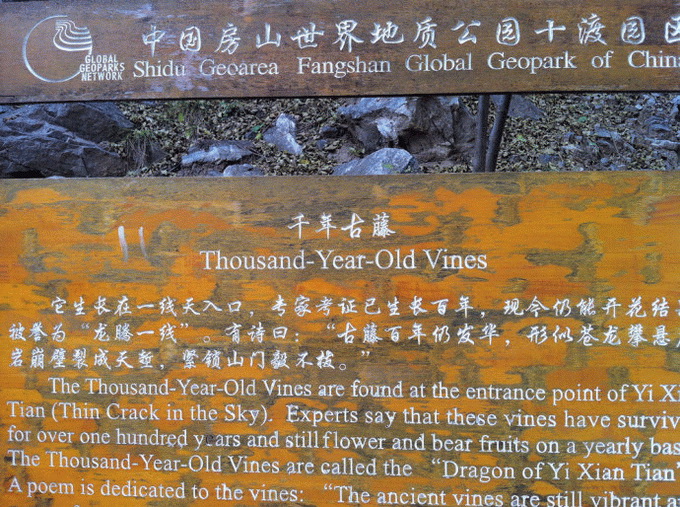 中国房山世界地质公园十渡园区
GLOBAL
GEOPARKS
NETWORK
Shidu Geoarea Fangshan Global Geopark of China
千年古藤
Thousand-Year-Old Vines
它生长在一线天入口，专家考证已生长百年，现今仍能开花结
被誉为“龙腾一线”。有诗曰：“古藤百年仍发华，形似苍龙攀悬
岩崩壁裂成天堑，紧锁山门毅不拔。”
The Thousand-Year-Old Vines are found at the entrance point of Yi Xi
Tian (Thin Crack in the Sky). Experts say that these vines have surviv
for over one hundred years and still flower and bear fruits on a yearly bas
The Thousand-Year-Old Vines are called the “Dragon of Yi Xian Tian”
A poem is dedicated to the vines: “The ancient vines are still vibrant a